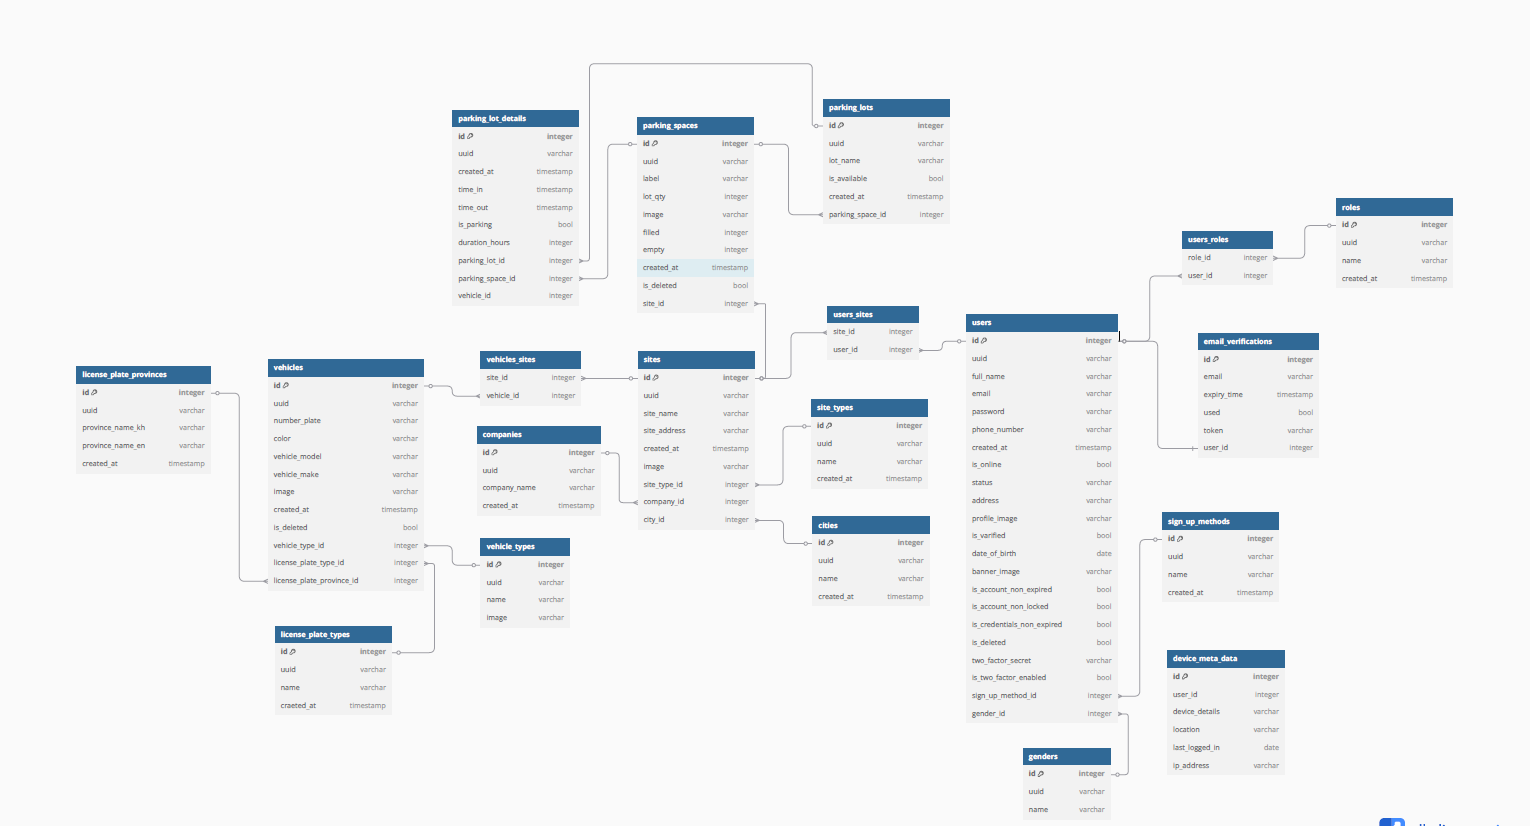 parking_lot_details
id integer
uuid varchar
created_at timestamp
time_in timestamp
time_out timestamp
is_parking bool
duration_hours integer
parking_lot_id integer
parking_space_id integer
vehicle_id integer
parking_spaces
id integer
uuid varchar
label varchar
lot_qty integer
image varchar
filled integer
empty integer
created_at timestamp
is_deleted bool
site_id integer
parking_lots
id integer
uuid varchar
lot_name varchar
is_available bool
created_at timestamp
parking_space_id integer
roles
id integer
uuid varchar
name varchar
created_at timestamp
users_roles
role_id integer
user_id integer
users_sites
site_id integer
user_id integer
users
id integer
uuid varchar
full_name varchar
email varchar
password varchar
phone_number varchar
created_at timestamp
is_online bool
status varchar
address varchar
profile_image varchar
is_varified bool
date_of_birth date
banner_image varchar
is_account_non_expired bool
is_account_non_locked bool
is_credentials_non_expired bool
is_deleted bool
two_factor_secret varchar
is_two_factor_enabled bool
sign_up_method_id integer
gender_id integer
email_verifications
id integer
email varchar
expiry_time timestamp
used bool
token varchar
user_id integer
license_plate_provinces
id integer
uuid varchar
province_name_kh varchar
province_name_en varchar
created_at timestamp
vehicles
id integer
uuid varchar
number_plate varchar
color varchar
vehicle_model varchar
vehicle_make varchar
image varchar
created_at timestamp
is_deleted bool
vehicle_type_id integer
license_plate_type_id integer
license_plate_province_id integer
vehicles_sites
site_id integer
vehicle_id integer
sites
id integer
uuid varchar
site_name varchar
site_address varchar
created_at timestamp
image varchar
site_type_id integer
company_id integer
city_id integer
site_types
id integer
uuid varchar
name varchar
created_at timestamp
companies
id integer
uuid varchar
company_name varchar
created_at timestamp
cities
id integer
uuid varchar
name varchar
created_at timestamp
vehicle_types
id integer
uuid varchar
name varchar
image varchar
sign_up_methods
id integer
uuid varchar
name varchar
created_at timestamp
license_plate_types
id integer
uuid varchar
name varchar
craeted_at timestamp
device_meta_data
id integer
user_id integer
device_details varchar
location varchar
last_logged_in date
ip_address varchar
genders
id integer
uuid varchar
name varchar